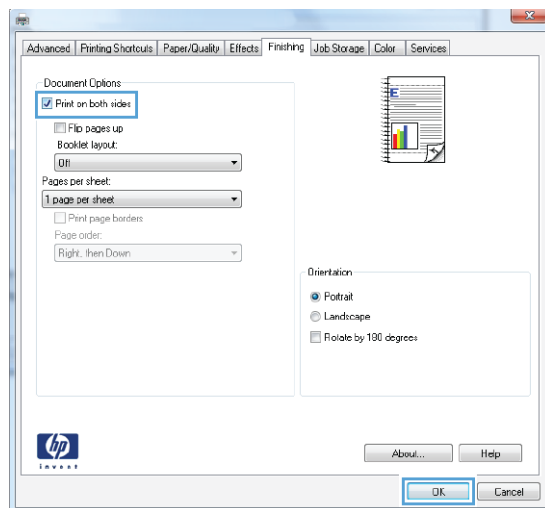 Advanced Printing Shortcuts Paper/Quality Effects Finishing Job Storage Color Services
Document Options
Print on both sides
Flip pages up
Booklet layout:
Off
Pages per sheet:
1 page per sheet
Print page borders
Page order:
Right, then Down
E
Orientation
Portrait
Landscape
Rotate by 180 degrees
hp
invent
About... Help
OK Cancel